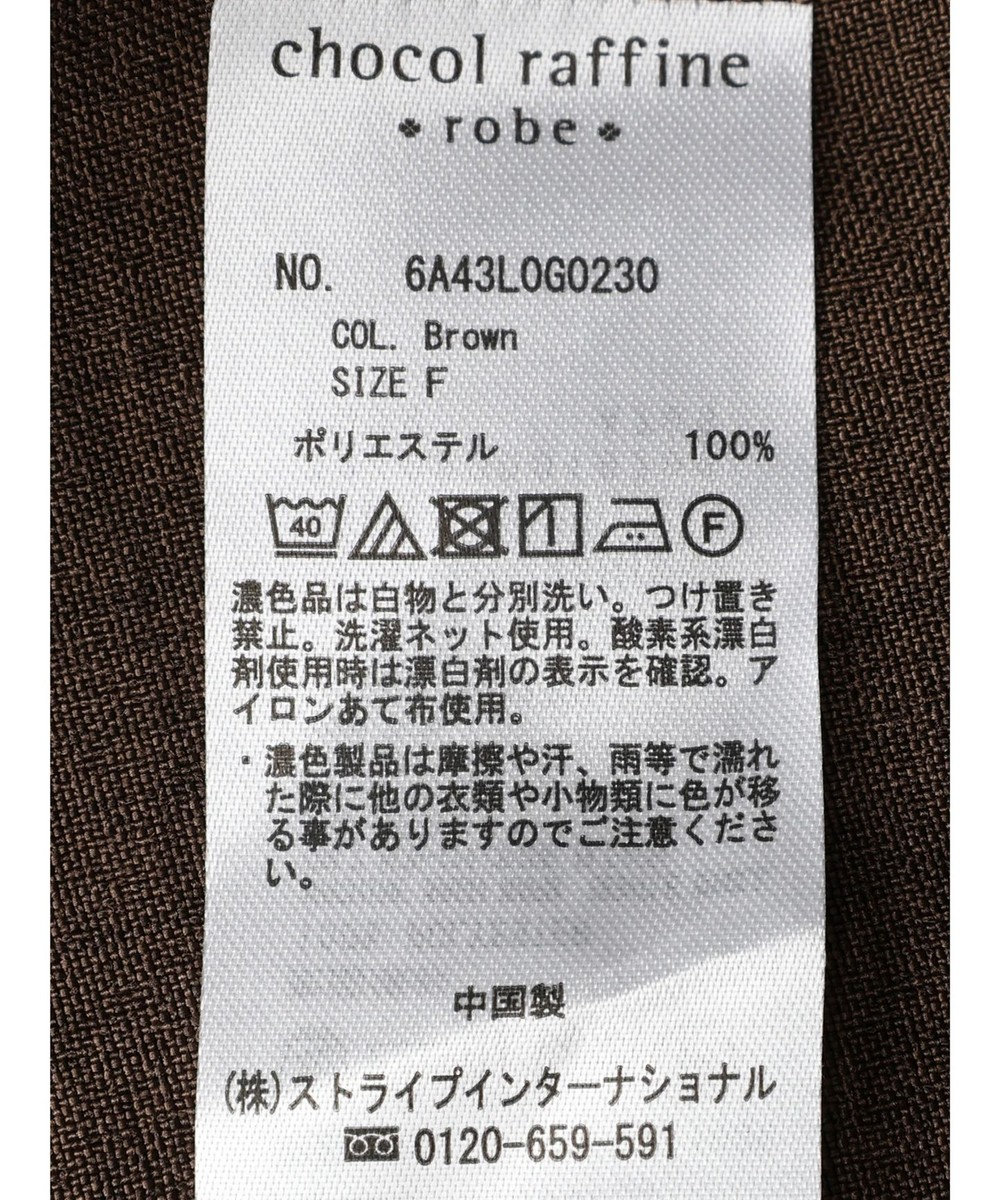 chocol raffine
robe
NO. 6A43L0G0230
COL. Brown
SIZE F
ポリエステル 100%
40 F
濃色品は白物と分別洗い。つけ置き
禁止。洗濯ネット使用。酸素系漂白
剤使用時は漂白剤の表示を確認。ア
イロンあて布使用。
・濃色製品は摩擦や汗、雨等で濡れ
た際に他の衣類や小物類に色が移
る事がありますのでご注意くださ
い。
中国製
(株)ストライプインターナショナル
0120-659-591